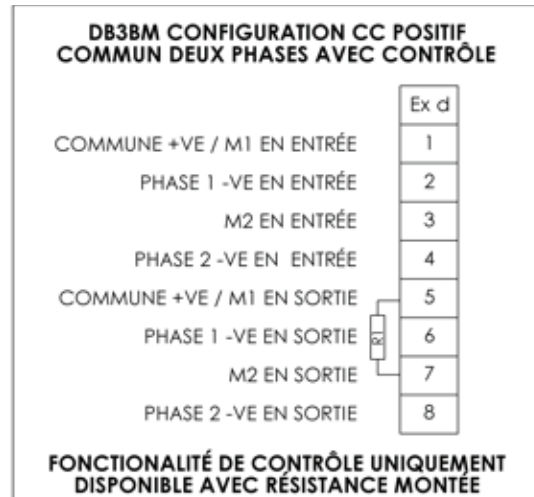 DB3BM CONFIGURATION CC POSITIF
COMMUN DEUX PHASES AVEC CONTRÔLE
Ex d
COMMUNE +VE / M1 EN ENTRÉE 1
PHASE 1 -VE EN ENTRÉE 2
M2 EN ENTRÉE 3
PHASE 2 -VE EN ENTRÉE 4
COMMUNE +VE / M1 EN SORTIE 5
PHASE 1 -VE EN SORTIE R1 6
M2 EN SORTIE 7
PHASE 2 -VE EN SORTIE 8
FONCTIONALITÉ DE CONTRÔLE UNIQUEMENT
DISPONIBLE AVEC RÉSISTANCE MONTÉE